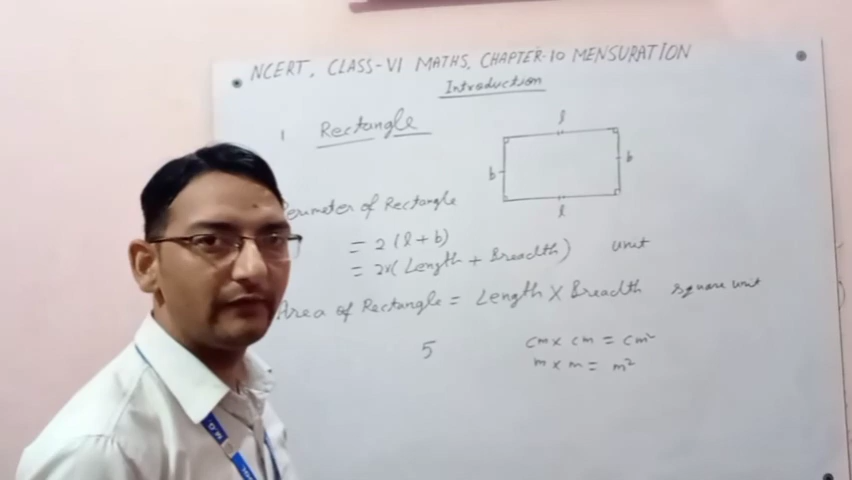 NCERT, CLASS-VI MATHS, CHAPTER-10 MENSURATION
Introduction
1 Rectangle
l
b
b
l
Perimeter of Rectangle
= 2(l+b)
= 2x(Length + Breadth) unit
Area of Rectangle = Length X Breadth square unit
5
cm x cm = cm²
m x m = m²
M.G.